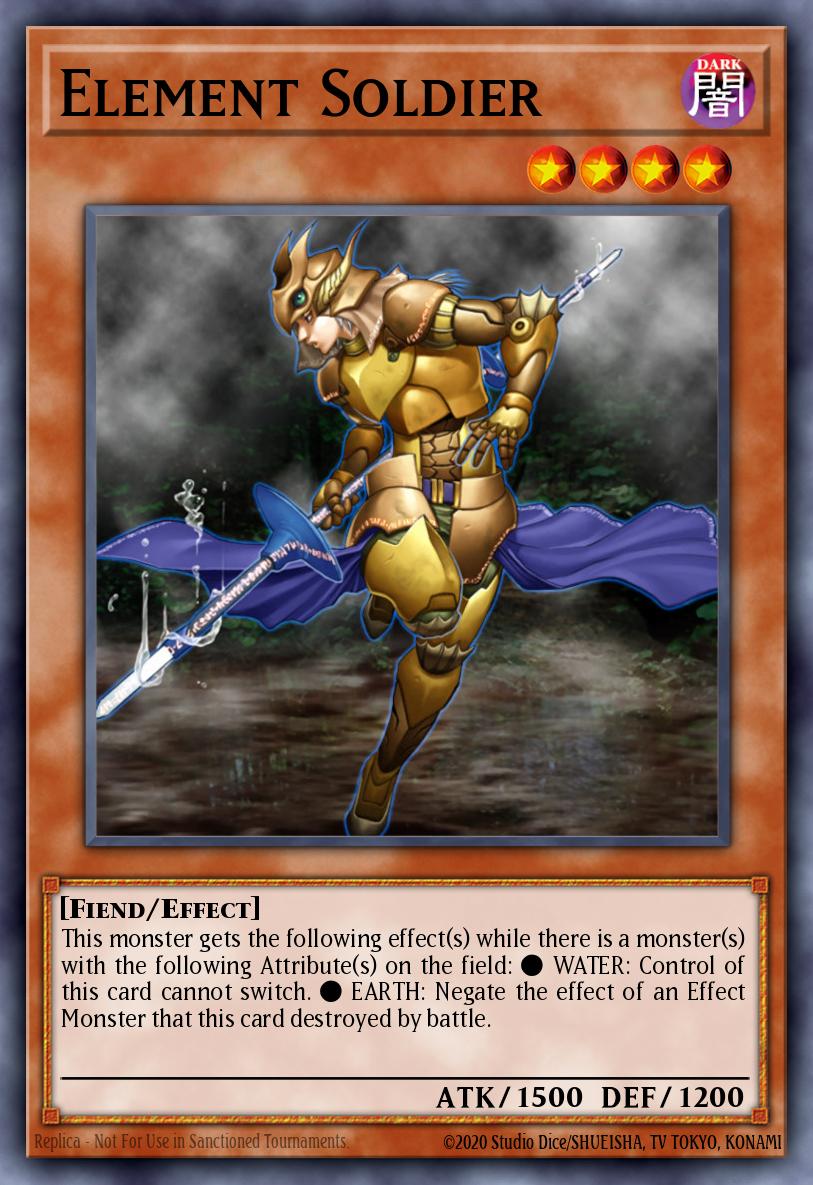 Element Soldier
DARK
闇
[Fiend/Effect]
This monster gets the following effect(s) while there is a monster(s)
with the following Attribute(s) on the field: ● WATER: Control of
this card cannot switch. ● EARTH: Negate the effect of an Effect
Monster that this card destroyed by battle.
ATK/1500 DEF/1200
Replica - Not For Use in Sanctioned Tournaments.
©2020 Studio Dice/SHUEISHA, TV TOKYO, KONAMI